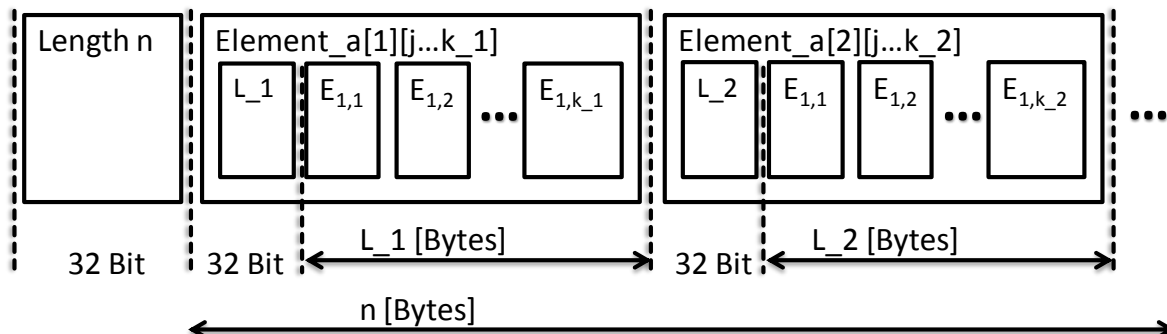 Length n
Element_a[1][j...k_1]
L_1
E1,1
E1,2
...
E1,k_1
Element_a[2][j...k_2]
L_2
E1,1
E1,2
...
E1,k_2
...
32 Bit
32 Bit
L_1 [Bytes]
32 Bit
L_2 [Bytes]
n [Bytes]